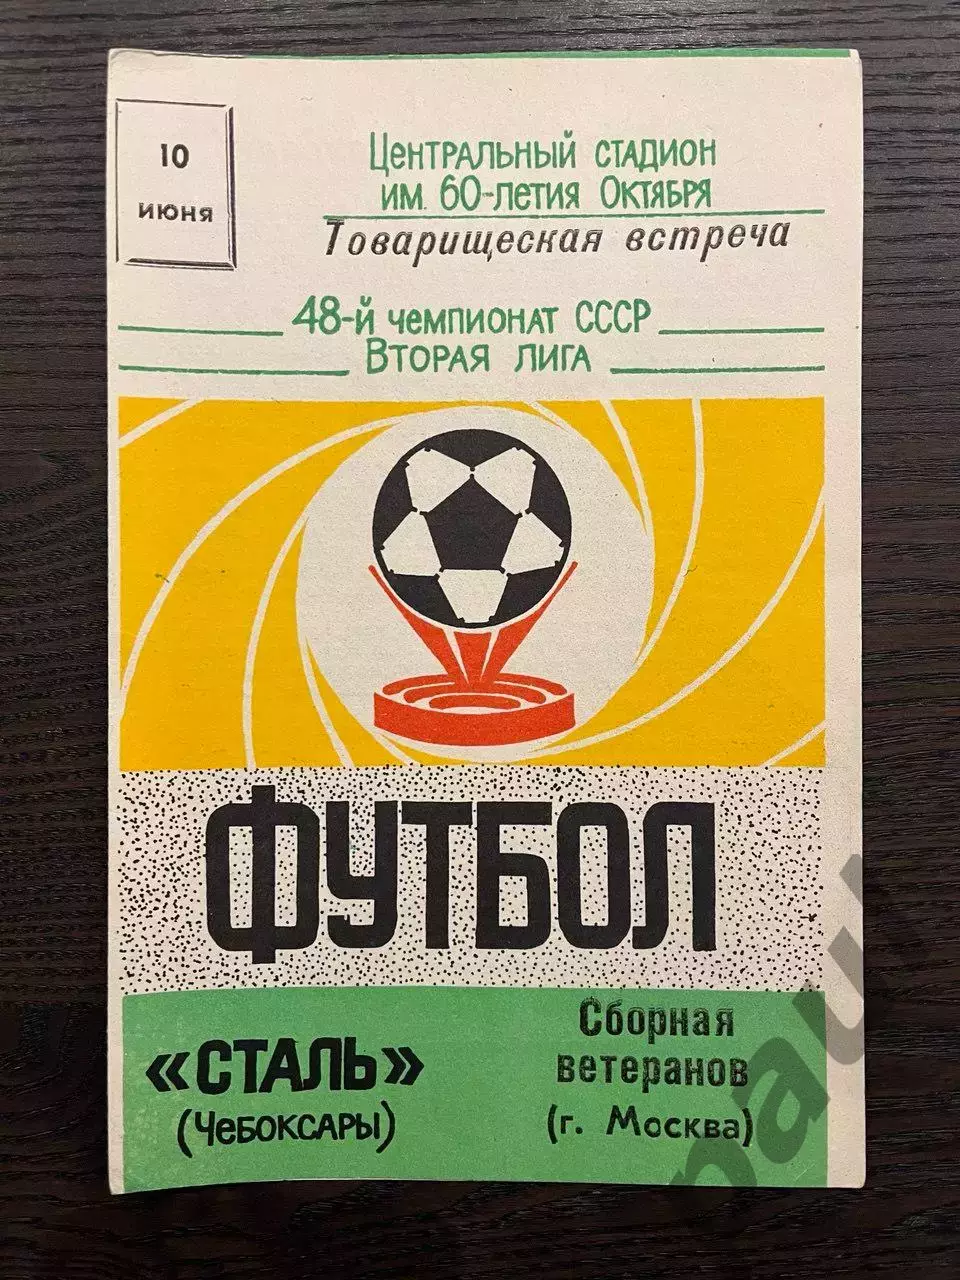 10
июня
Центральный стадион
им. 60-летия Октября
Товарищеская встреча
48-й чемпионат СССР
Вторая лига
ФУТБОЛ
«СТАЛЬ»
(Чебоксары)
Сборная
ветеранов
(г. Москва)